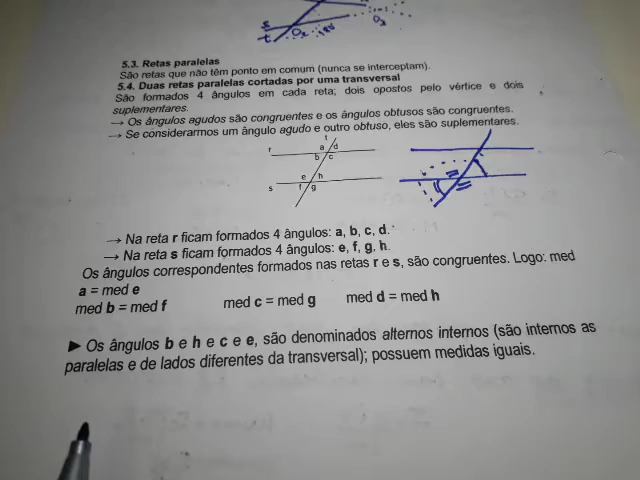 s
t
5.3. Retas paralelas
São retas que não têm ponto em comum (nunca se interceptam).
5.4. Duas retas paralelas cortadas por uma transversal
São formados 4 ângulos em cada reta; dois opostos pelo vértice e dois
suplementares.
→ Os ângulos agudos são congruentes e os ângulos obtusos são congruentes.
→ Se considerarmos um ângulo agudo e outro obtuso, eles são suplementares.
t
r a d
b c
e h
s f g
→ Na reta r ficam formados 4 ângulos: a, b, c, d.
→ Na reta s ficam formados 4 ângulos: e, f, g, h.
Os ângulos correspondentes formados nas retas r e s, são congruentes. Logo: med
a = med e
med b = med f med c = med g med d = med h
► Os ângulos b e h e c e e, são denominados alternos internos (são internos as
paralelas e de lados diferentes da transversal); possuem medidas iguais.